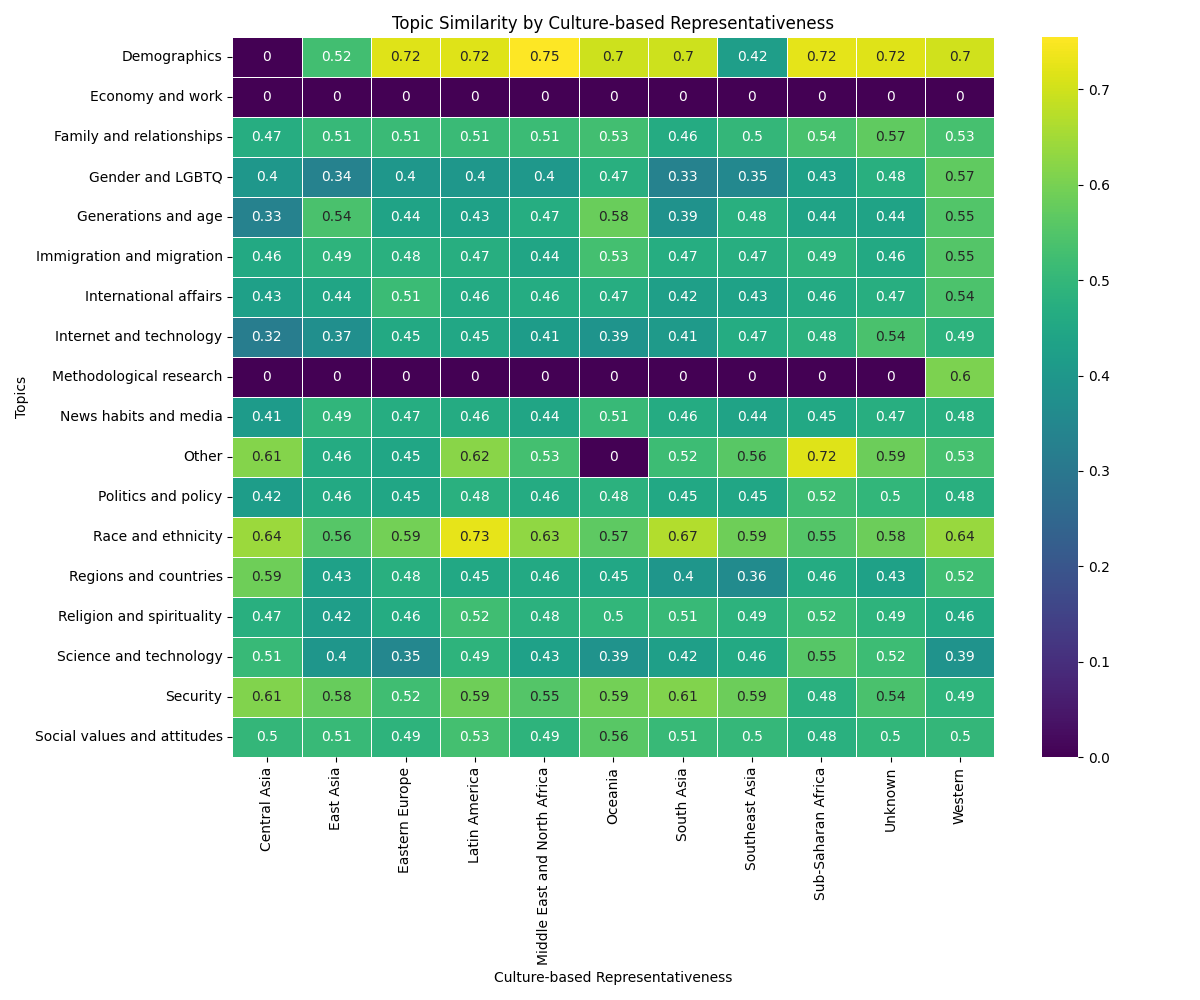 Topic Similarity by Culture-based Representativeness
Topics
Demographics 0 0.52 0.72 0.72 0.75 0.7 0.7 0.42 0.72 0.72 0.7
Economy and work 0 0 0 0 0 0 0 0 0 0 0
Family and relationships 0.47 0.51 0.51 0.51 0.51 0.53 0.46 0.5 0.54 0.57 0.53
Gender and LGBTQ 0.4 0.34 0.4 0.4 0.4 0.47 0.33 0.35 0.43 0.48 0.57
Generations and age 0.33 0.54 0.44 0.43 0.47 0.58 0.39 0.48 0.44 0.44 0.55
Immigration and migration 0.46 0.49 0.48 0.47 0.44 0.53 0.47 0.47 0.49 0.46 0.55
International affairs 0.43 0.44 0.51 0.46 0.46 0.47 0.42 0.43 0.46 0.47 0.54
Internet and technology 0.32 0.37 0.45 0.45 0.41 0.39 0.41 0.47 0.48 0.54 0.49
Methodological research 0 0 0 0 0 0 0 0 0 0 0.6
News habits and media 0.41 0.49 0.47 0.46 0.44 0.51 0.46 0.44 0.45 0.47 0.48
Other 0.61 0.46 0.45 0.62 0.53 0 0.52 0.56 0.72 0.59 0.53
Politics and policy 0.42 0.46 0.45 0.48 0.46 0.48 0.45 0.45 0.52 0.5 0.48
Race and ethnicity 0.64 0.56 0.59 0.73 0.63 0.57 0.67 0.59 0.55 0.58 0.64
Regions and countries 0.59 0.43 0.48 0.45 0.46 0.45 0.4 0.36 0.46 0.43 0.52
Religion and spirituality 0.47 0.42 0.46 0.52 0.48 0.5 0.51 0.49 0.52 0.49 0.46
Science and technology 0.51 0.4 0.35 0.49 0.43 0.39 0.42 0.46 0.55 0.52 0.39
Security 0.61 0.58 0.52 0.59 0.55 0.59 0.61 0.59 0.48 0.54 0.49
Social values and attitudes 0.5 0.51 0.49 0.53 0.49 0.56 0.51 0.5 0.48 0.5 0.5
Central Asia
East Asia
Eastern Europe
Latin America
Middle East and North Africa
Oceania
South Asia
Southeast Asia
Sub-Saharan Africa
Unknown
Western
Culture-based Representativeness
0.7
0.6
0.5
0.4
0.3
0.2
0.1
0.0